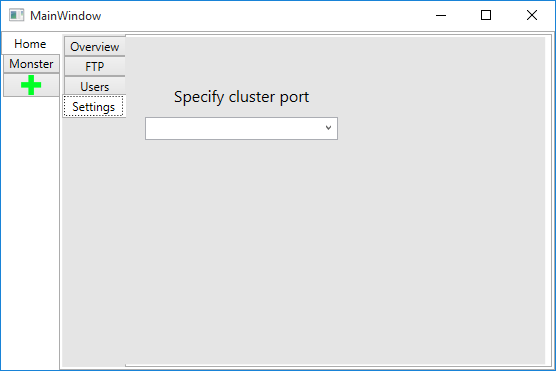 MainWindow
Home
Monster
Overview
FTP
Users
Settings
Specify cluster port